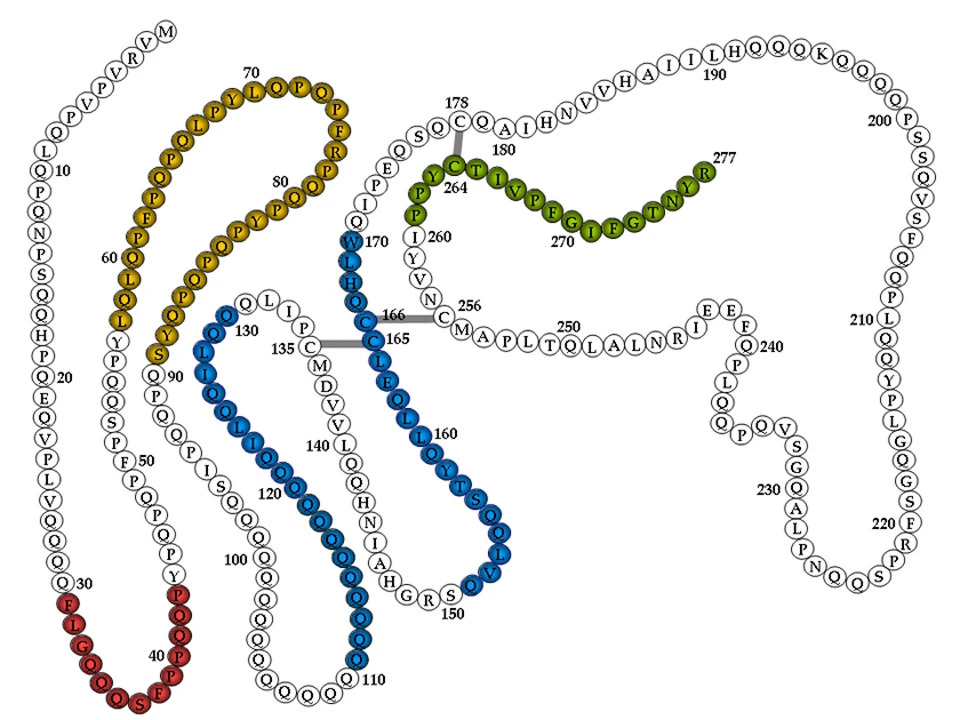 M V R V P V P Q L Q
10
P Q N P S Q Q H P Q
20
E Q V P L V Q Q Q Q
30
F L G Q Q Q S F P P
40
Q Q P Y P Q P Q P F
50
P S Q Q P Y L Q L Q
60
P F P Q P Q L P Y L
70
Q P Q P F R P Q Q P
80
Y P Q P Q P Q Y S Q
90
P Q Q P I S Q Q Q Q
100
Q Q Q Q Q Q Q Q Q Q
110
Q Q Q Q Q Q Q Q Q Q
120
Q Q I L Q Q I L Q Q
130
Q L I P C
135
M D V V L
140
Q Q H N I A H G R S
150
Q V L Q Q S T Y Q L
160
L Q E L C
165
C
166
Q H L W
170
Q I P E Q S Q C
178
Q A
180
I H N V V H A I I L
190
H Q Q Q K Q Q Q Q P
200
S S Q V S F Q Q P L
210
Q Q Y P L G Q G S F
220
R P S Q Q N P L A Q
230
G S V Q P Q Q L P Q
240
F E E I R N L A L Q
250
T L P A M C
256
N V Y I
260
P P Y C
264
T I V P F G
270
I F G T N Y R
277